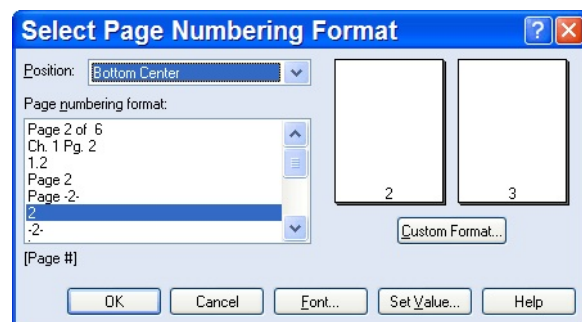 Select Page Numbering Format
Position: Bottom Center
Page numbering format:
Page 2 of 6
Ch. 1 Pg. 2
1.2
Page 2
Page -2-
2
-2-
[Page #]
2 3
Custom Format...
OK Cancel Font... Set Value... Help